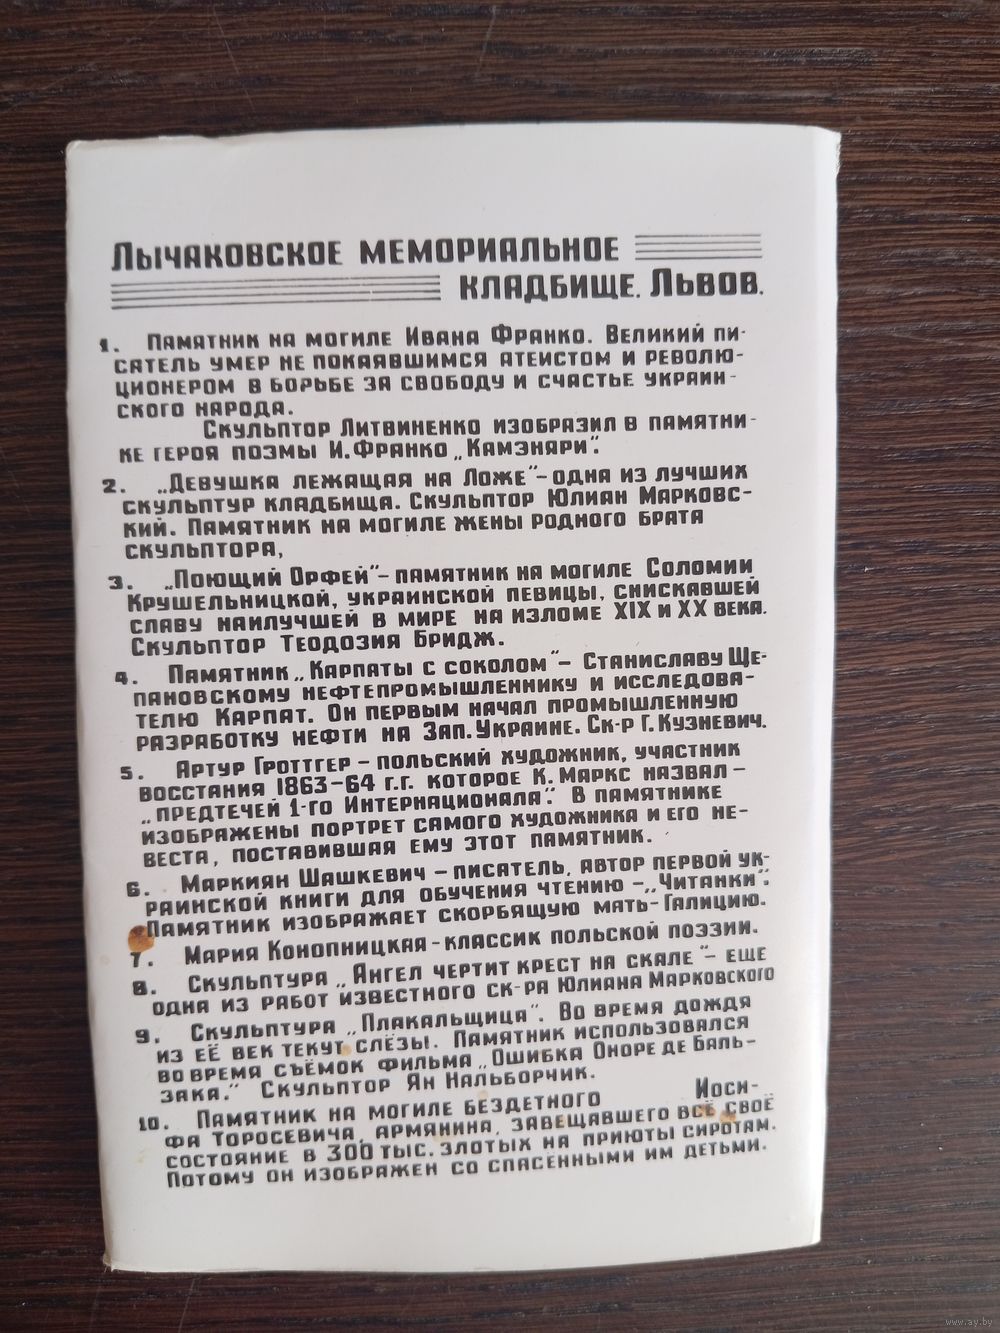 Лычаковское мемориальное
кладбище. Львов.
1. Памятник на могиле Ивана Франко. Великий пи-
сатель умер не покаявшимся атеистом и револю-
ционером в борьбе за свободу и счастье украин-
ского народа.
Скульптор Литвиненко изобразил в памятни-
ке героя поэмы И.Франко „Камэняри".
2. „Девушка лежащая на Ложе"- одна из лучших
скульптур кладбища. Скульптор Юлиан Марковс-
кий. Памятник на могиле жены родного брата
скульптора,
3. „Поющий Орфей"- памятник на могиле Соломии
Крушельницкой, украинской певицы, снискавшей
славу наилучшей в мире на изломе XIX и XX века.
Скульптор Теодозия Бридж.
4. Памятник „Карпаты с соколом"- Станиславу Ще-
пановскому нефтепромышленнику и исследова-
телю Карпат. Он первым начал промышленную
разработку нефти на Зап.Украине. Ск-р Г.Кузневич.
5. Артур Гроттгер - польский художник, участник
восстания 1863-64 г.г. которое К.Маркс назвал -
„предтечей 1-го Интернационала". В памятнике
изображены портрет самого художника и его не-
веста, поставившая ему этот памятник.
6. Маркиян Шашкевич - писатель, автор первой ук-
раинской книги для обучения чтению -„Читанки".
Памятник изображает скорбящую мать- Галицию.
7. Мария Конопницкая - классик польской поэзии.
8. Скульптура „Ангел чертит крест на скале"- еще
одна из работ известного ск-ра Юлиана Марковского
9. Скульптура „Плакальщица". Во время дождя
из её век текут слёзы. Памятник использовался
во время съёмок фильма „Ошибка Оноре де Баль-
зака." Скульптор Ян Нальборчик.
10. Памятник на могиле бездетного Иоси-
фа Торосевича, армянина, завещавшего всё своё
состояние в 300 тыс. злотых на приюты сиротам.
Потому он изображен со спасёнными им детьми.
www.ay.by